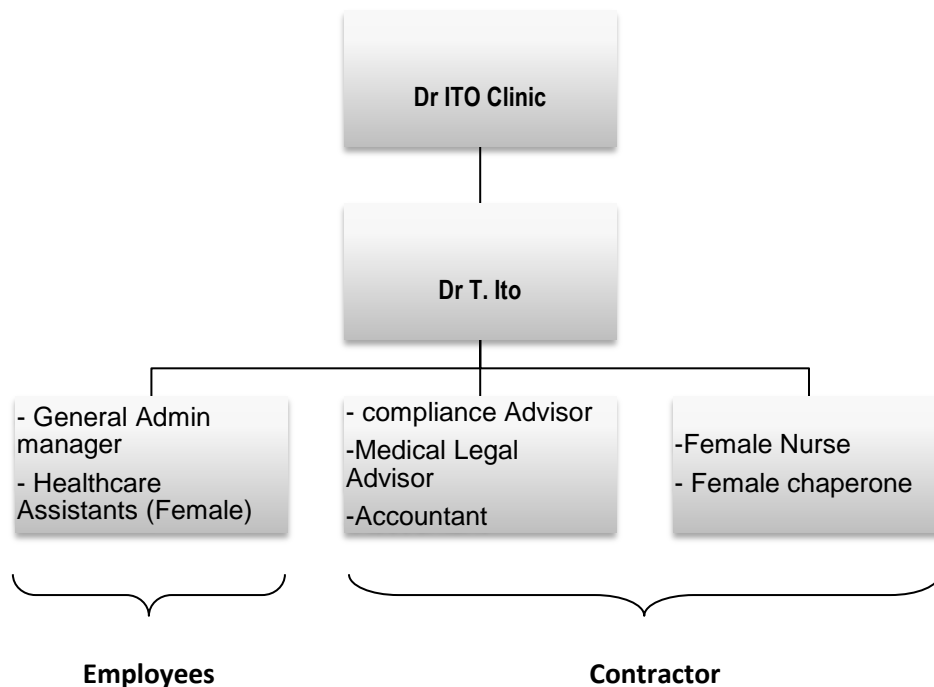 Dr ITO Clinic
Dr T. Ito
- General Admin
manager
- Healthcare
Assistants (Female)
- compliance Advisor
-Medical Legal
Advisor
-Accountant
-Female Nurse
- Female chaperone
Employees
Contractor